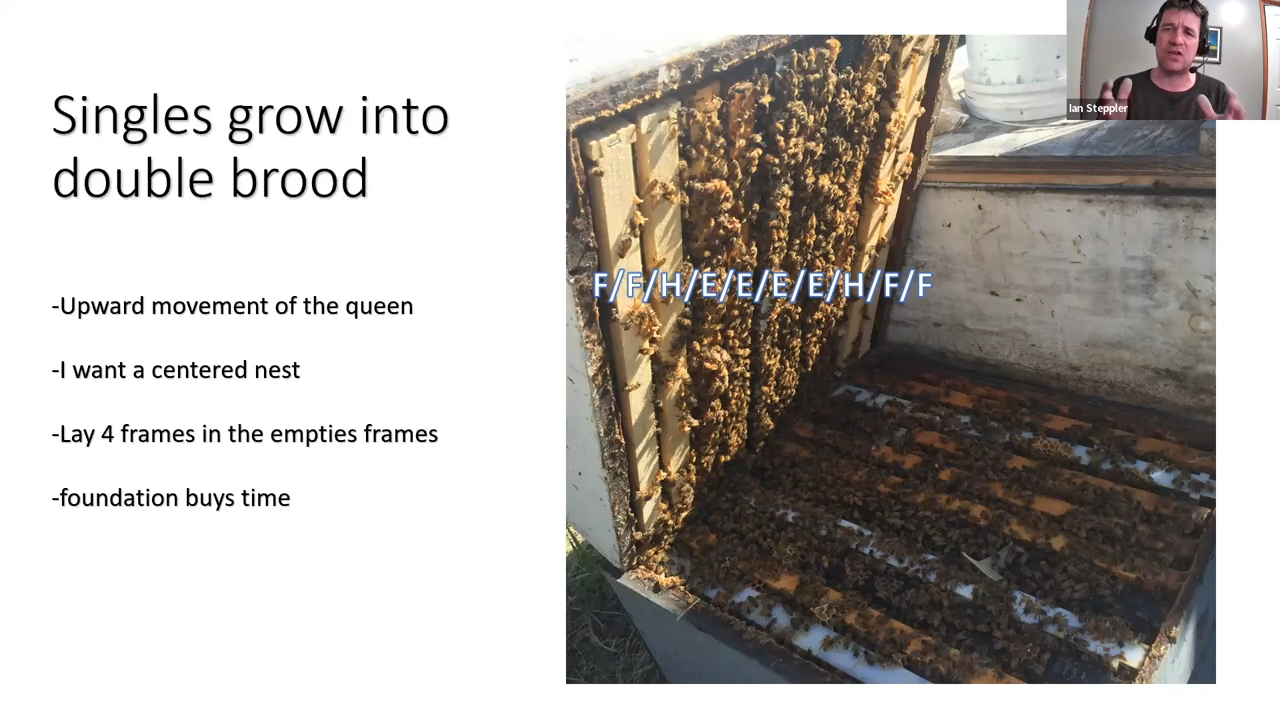 Singles grow into
double brood
-Upward movement of the queen
-I want a centered nest
-Lay 4 frames in the empties frames
-foundation buys time
F/F/H/E/E/E/E/H/F/F
Ian Steppler